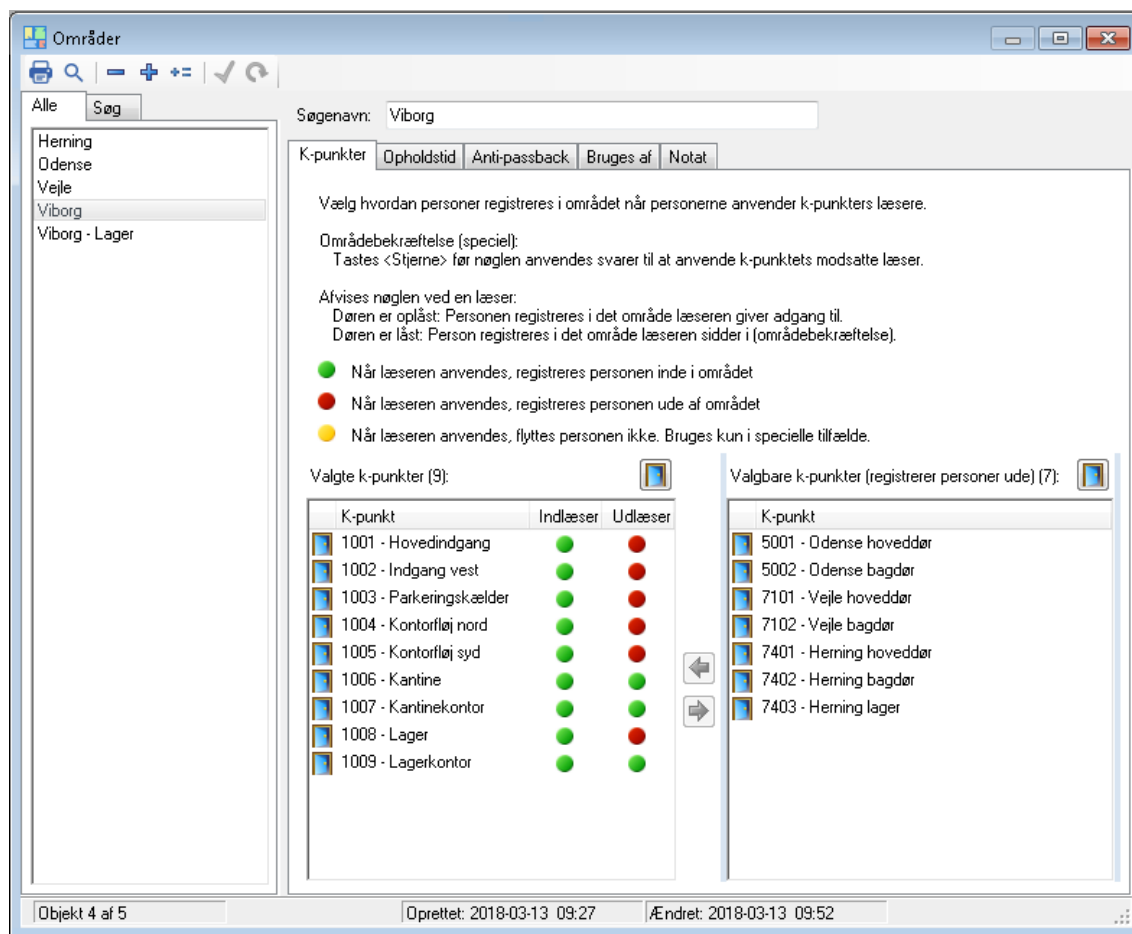 Områder
Alle
Søg
Herning
Odense
Vejle
Viborg
Viborg - Lager
Søgenavn: Viborg
K-punkter Opholdstid Anti-passback Bruges af Notat
Vælg hvordan personer registreres i området når personerne anvender k-punkters læsere.
Områdebekræftelse (speciel):
Tastes <Stjerne> før nøglen anvendes svarer til at anvende k-punktets modsatte læser.
Afvises nøglen ved en læser:
Døren er oplåst: Personen registreres i det område læseren giver adgang til.
Døren er låst: Person registreres i det område læseren sidder i (områdebekræftelse).
Når læseren anvendes, registreres personen inde i området
Når læseren anvendes, registreres personen ude af området
Når læseren anvendes, flyttes personen ikke. Bruges kun i specielle tilfælde.
Valgte k-punkter (9):
K-punkt Indlæser Udlæser
1001 - Hovedindgang
1002 - Indgang vest
1003 - Parkeringskælder
1004 - Kontorfløj nord
1005 - Kontorfløj syd
1006 - Kantine
1007 - Kantinekontor
1008 - Lager
1009 - Lagerkontor
Valgbare k-punkter (registrerer personer ude) (7):
K-punkt
5001 - Odense hoveddør
5002 - Odense bagdør
7101 - Vejle hoveddør
7102 - Vejle bagdør
7401 - Herning hoveddør
7402 - Herning bagdør
7403 - Herning lager
Objekt 4 af 5
Oprettet: 2018-03-13 09:27
Ændret: 2018-03-13 09:52